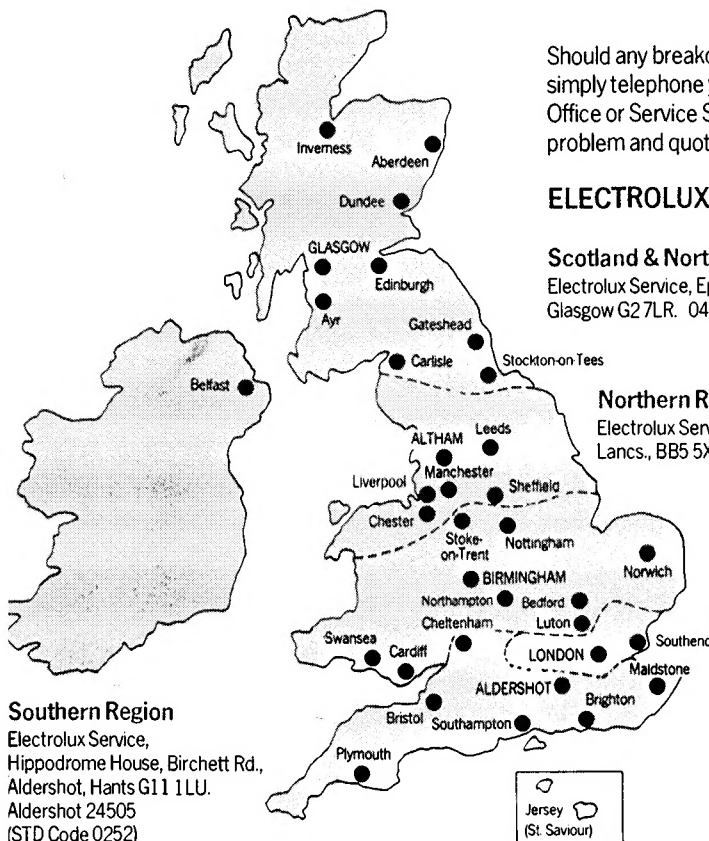 Should any breakd
simply telephone y
Office or Service S
problem and quot
ELECTROLUX
Scotland & Nort
Electrolux Service, Ep
Glasgow G2 7LR. 04
Northern R
Electrolux Serv
Lancs., BB5 5X
Inverness
Aberdeen
Dundee
GLASGOW
Edinburgh
Ayr
Gateshead
Carlisle
Stockton-on-Tees
Belfast
Leeds
ALTHAM
Manchester
Liverpool
Sheffield
Chester
Stoke-
on-Trent
Nottingham
BIRMINGHAM
Norwich
Northampton
Bedford
Cheltenham
Luton
Swansea
Cardiff
LONDON
Southend
Maidstone
ALDERSHOT
Brighton
Bristol
Southampton
Plymouth
Southern Region
Electrolux Service,
Hippodrome House, Birchett Rd.,
Aldershot, Hants G11 1LU.
Aldershot 24505
(STD Code 0252)
Jersey
(St. Saviour)